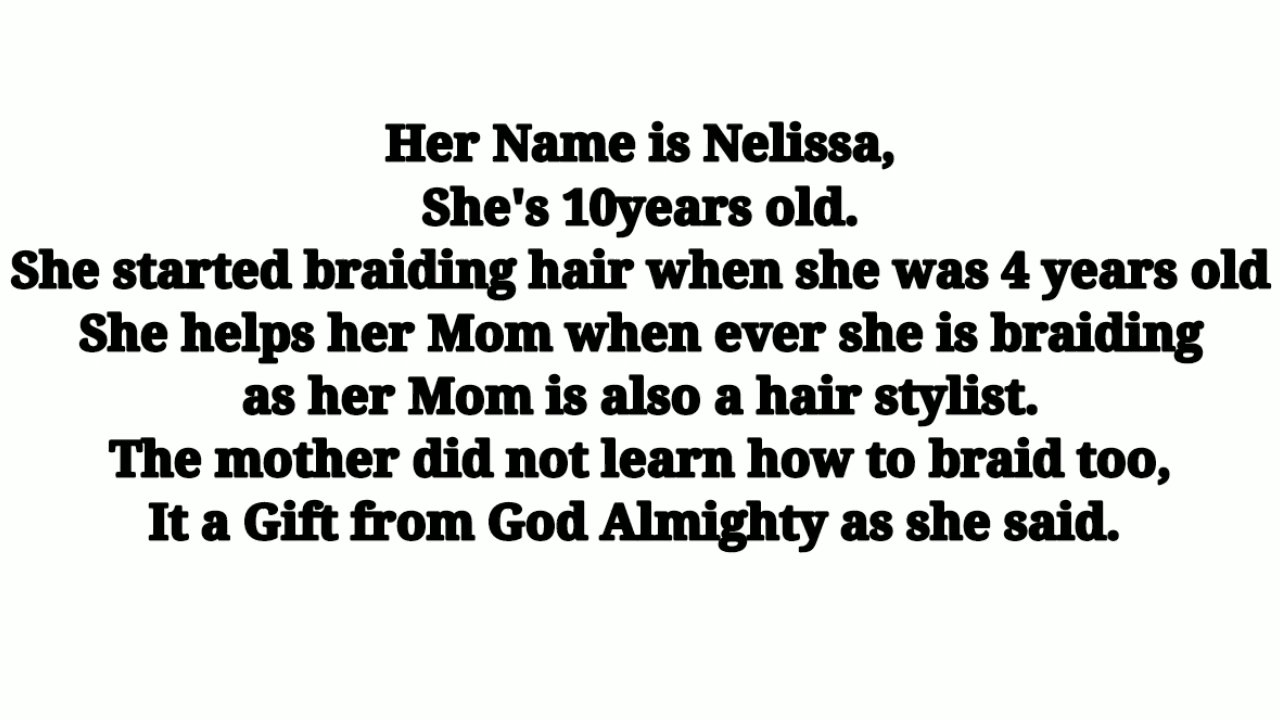 Her Name is Nelissa,
She's 10years old.
She started braiding hair when she was 4 years old
She helps her Mom when ever she is braiding
as her Mom is also a hair stylist.
The mother did not learn how to braid too,
It a Gift from God Almighty as she said.